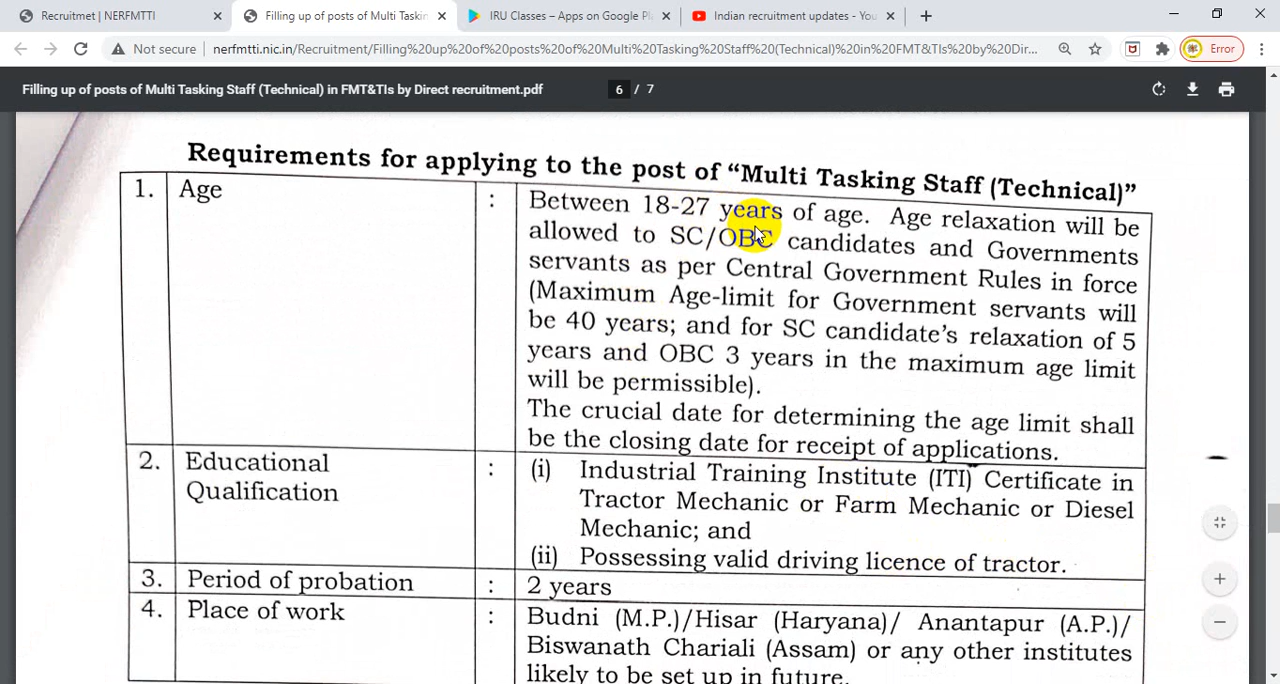 Recruitmet | NERFMTTI
Filling up of posts of Multi Taskin
IRU Classes – Apps on Google Pl
Indian recruitment updates - You
Not secure
nerfmtti.nic.in/Recruitment/Filling%20up%20of%20posts%20of%20Multi%20Tasking%20Staff%20(Technical)%20in%20FMT&TIs%20by%20Dir...
Error
Filling up of posts of Multi Tasking Staff (Technical) in FMT&TIs by Direct recruitment.pdf
6 / 7
Requirements for applying to the post of “Multi Tasking Staff (Technical)”
1. Age :
Between 18-27 years of age. Age relaxation will be
allowed to SC/OBC candidates and Governments
servants as per Central Government Rules in force
(Maximum Age-limit for Government servants will
be 40 years; and for SC candidate’s relaxation of 5
years and OBC 3 years in the maximum age limit
will be permissible).
The crucial date for determining the age limit shall
be the closing date for receipt of applications.
2. Educational
Qualification :
(i) Industrial Training Institute (ITI) Certificate in
Tractor Mechanic or Farm Mechanic or Diesel
Mechanic; and
(ii) Possessing valid driving licence of tractor.
3. Period of probation : 2 years
4. Place of work :
Budni (M.P.)/Hisar (Haryana)/ Anantapur (A.P.)/
Biswanath Chariali (Assam) or any other institutes
likely to be set up in future.